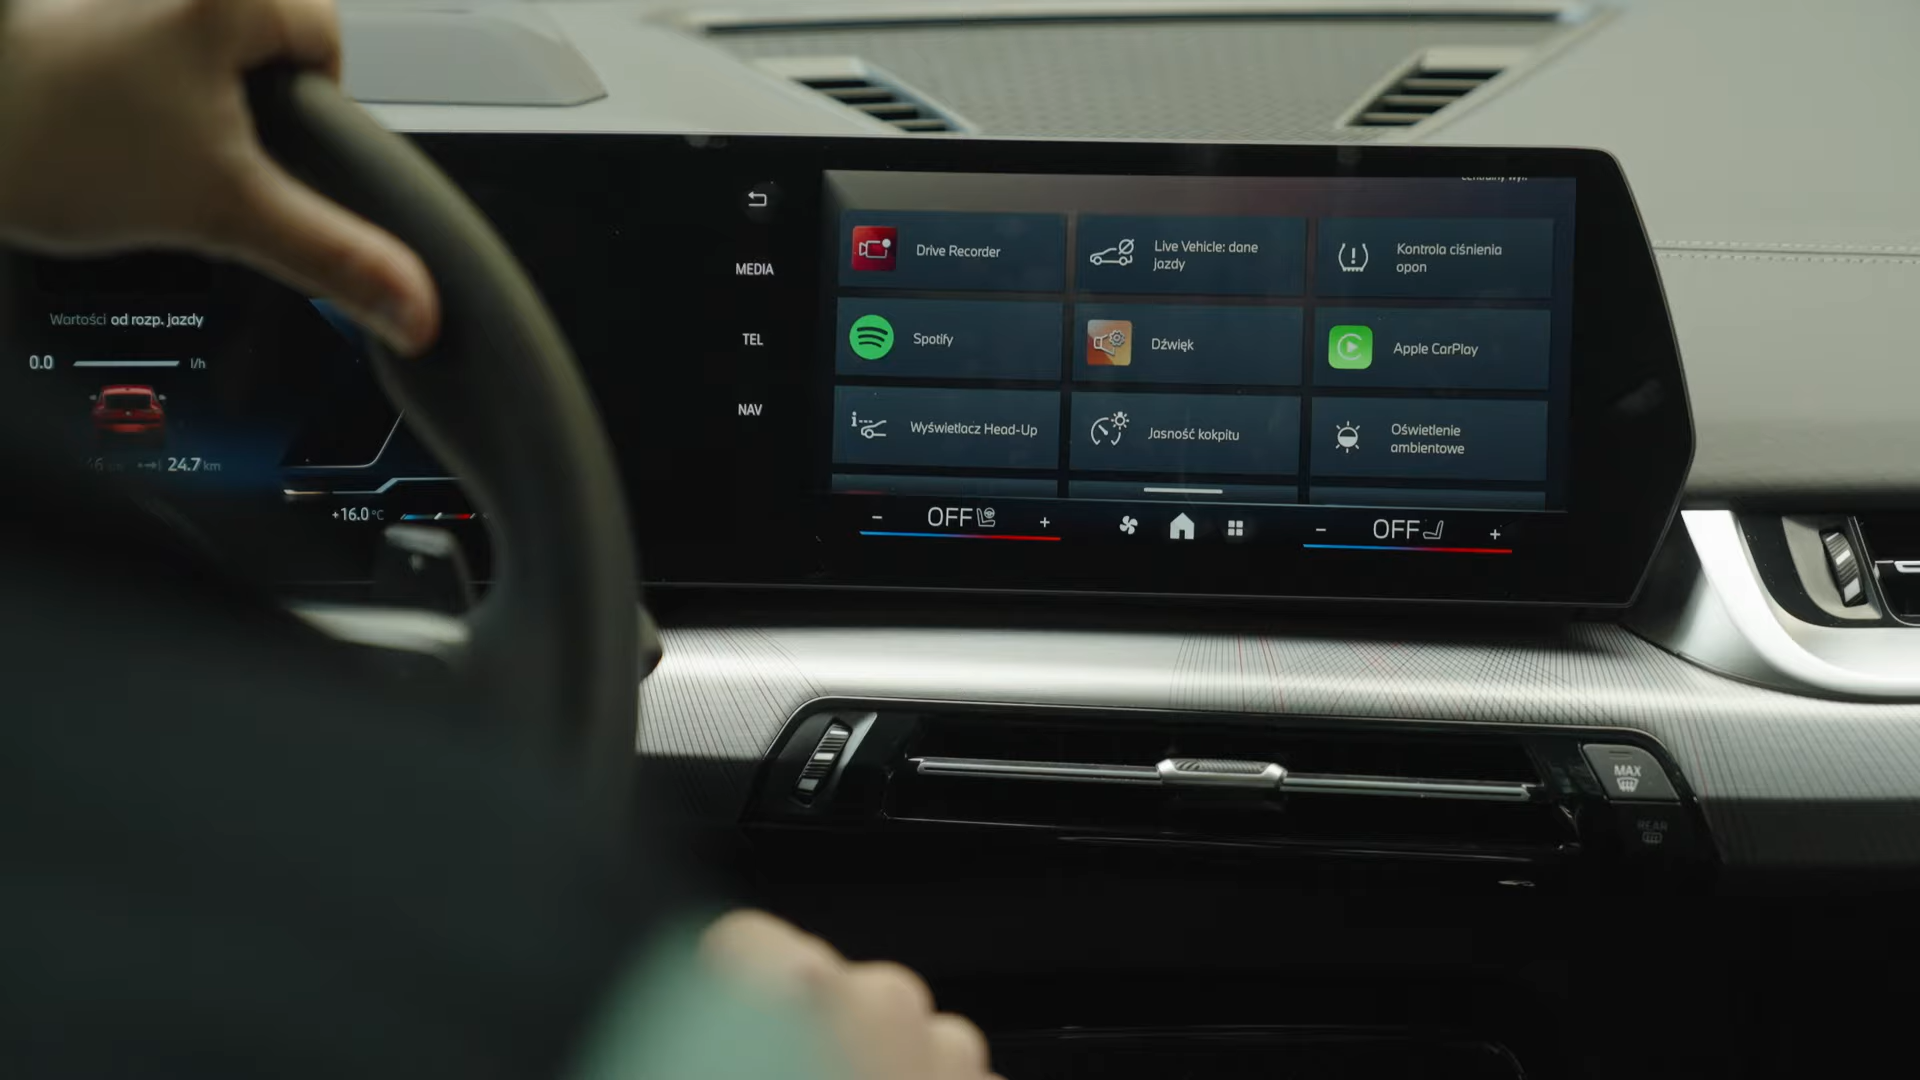 Wartości od rozp. jazdy
0.0 l/h
24.7 km
+16.0°C
MEDIA
TEL
NAV
Drive Recorder
Live Vehicle: dane
jazdy
Kontrola ciśnienia
opon
Spotify
Dźwięk
Apple CarPlay
Wyświetlacz Head-Up
Jasność kokpitu
Oświetlenie
ambientowe
- OFF +
- OFF +
MAX
REAR